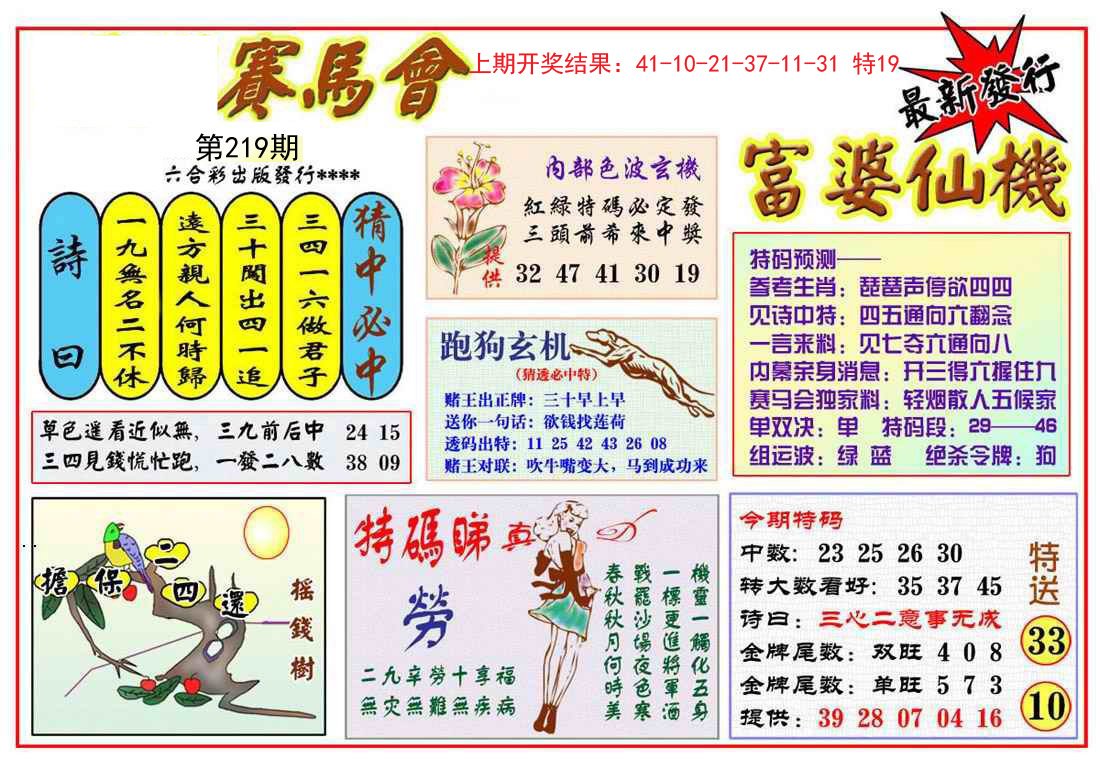 賽馬會
上期开奖结果：41-10-21-37-11-31 特19
最新發行
第219期
六合彩出版發行****
詩曰
一九無名二不休
遠方親人何時歸
三十閑出四一追
三四一六做君子
猜中必中
草色遥看近似無，三九前后中 24 15
三四見錢慌忙跑，一發二八數 38 09
内部色波玄機
紅緑特碼必定發
三頭前希來中獎
提供 32 47 41 30 19
跑狗玄机
（猜透必中特）
赌王出正牌：三十早上早
送你一句话：欲钱找莲荷
透码出特：11 25 42 43 26 08
赌王对联：吹牛嘴变大，马到成功来
富婆仙機
特码预测——
参考生肖：琵琶声停欲四四
见诗中特：四五通向六翻念
一言来料：见七夺六通向八
内幕亲身消息：开三得六握住九
赛马会独家料：轻烟散人五候家
单双决：单 特码段：29——46
组运波：绿 蓝 绝杀令牌：狗
擔保二四還
摇錢樹
特碼睇真D
勞
二九辛勞十享福
無灾無難無疾病
機靈一觸化五身
一標更進將軍酒
戰罷沙場夜色寒
春秋秋月何時美
今期特码
中数：23 25 26 30
转大数看好：35 37 45
诗曰：三心二意事无成
金牌尾数：双旺 4 0 8
金牌尾数：单旺 5 7 3
提供：39 28 07 04 16
特送
33
10